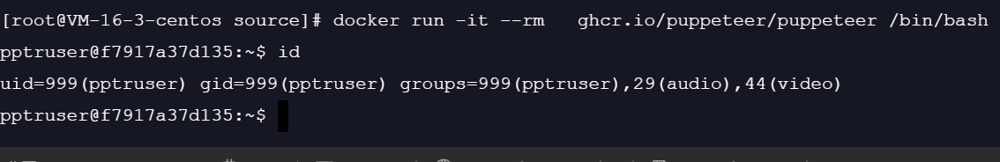 [root@VM-16-3-centos source]# docker run -it --rm   ghcr.io/puppeteer/puppeteer /bin/bash
pptruser@f7917a37d135:~$ id
uid=999(pptruser) gid=999(pptruser) groups=999(pptruser),29(audio),44(video)
pptruser@f7917a37d135:~$